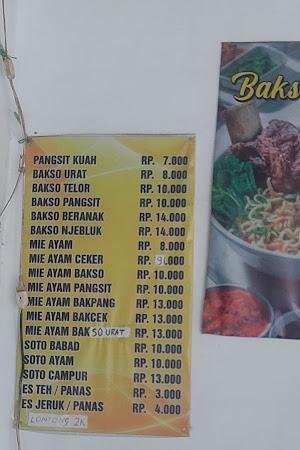 Bakso
PANGSIT KUAH RP. 7.000
BAKSO URAT RP. 8.000
BAKSO TELOR RP. 10.000
BAKSO PANGSIT RP. 10.000
BAKSO BERANAK RP. 14.000
BAKSO NJEBLUK RP. 14.000
MIE AYAM RP. 8.000
MIE AYAM CEKER RP. 9.000
MIE AYAM BAKSO RP. 10.000
MIE AYAM PANGSIT RP. 10.000
MIE AYAM BAKPANG RP. 13.000
MIE AYAM BAKCEK RP. 13.000
MIE AYAM BAKSO URAT RP. 13.000
SOTO BABAD RP. 10.000
SOTO AYAM RP. 10.000
SOTO CAMPUR RP. 13.000
ES TEH / PANAS RP. 3.000
ES JERUK / PANAS RP. 4.000
LONTONG 2K